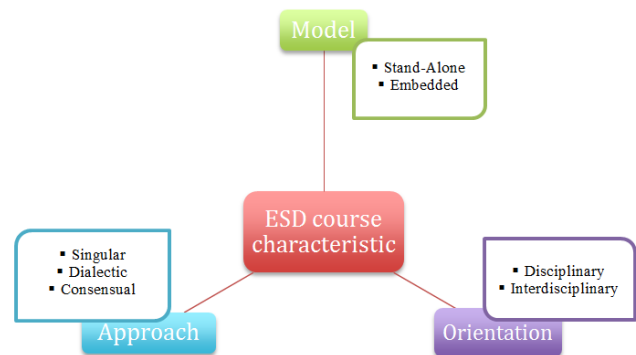 Model
▪ Stand-Alone
▪ Embedded
ESD course
characteristic
▪ Singular
▪ Dialectic
▪ Consensual
Approach
▪ Disciplinary
▪ Interdisciplinary
Orientation